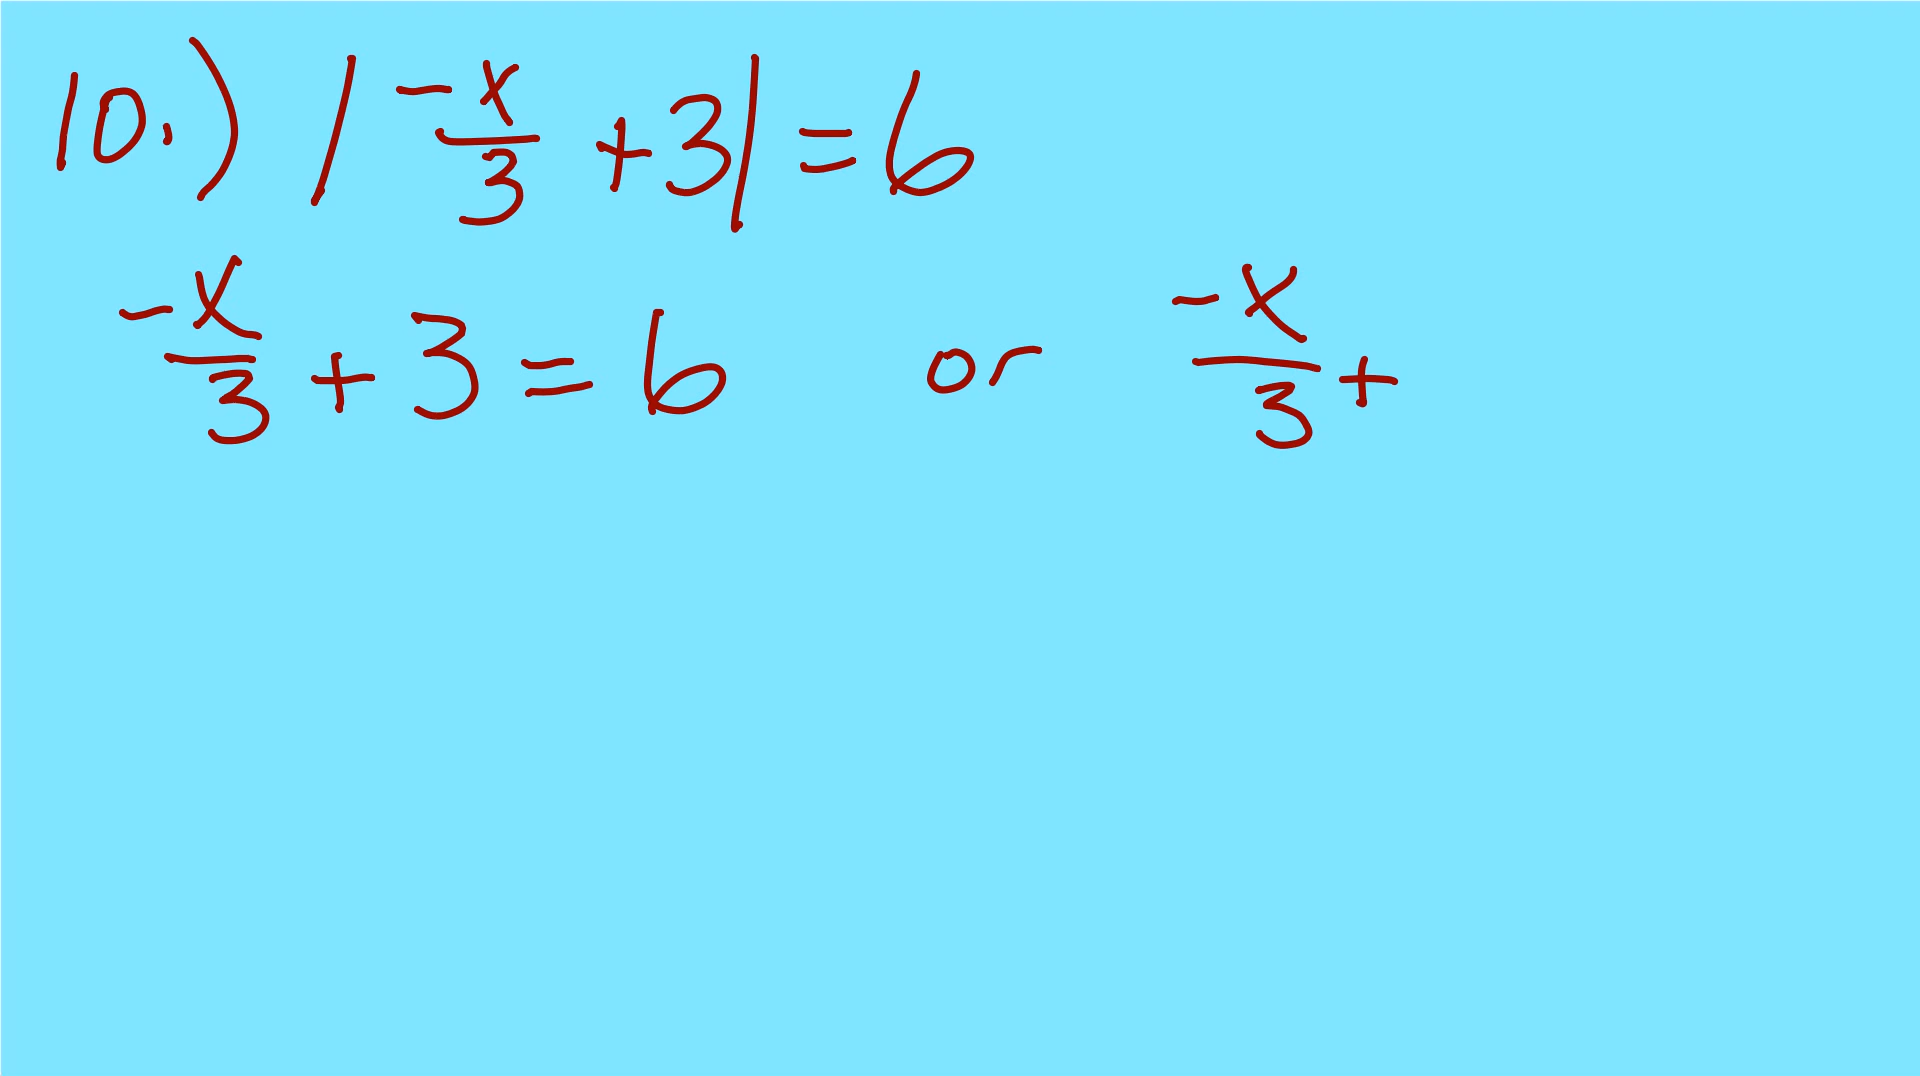 10.) |-x/3 + 3| = 6
-x/3 + 3 = 6 or -x/3 +